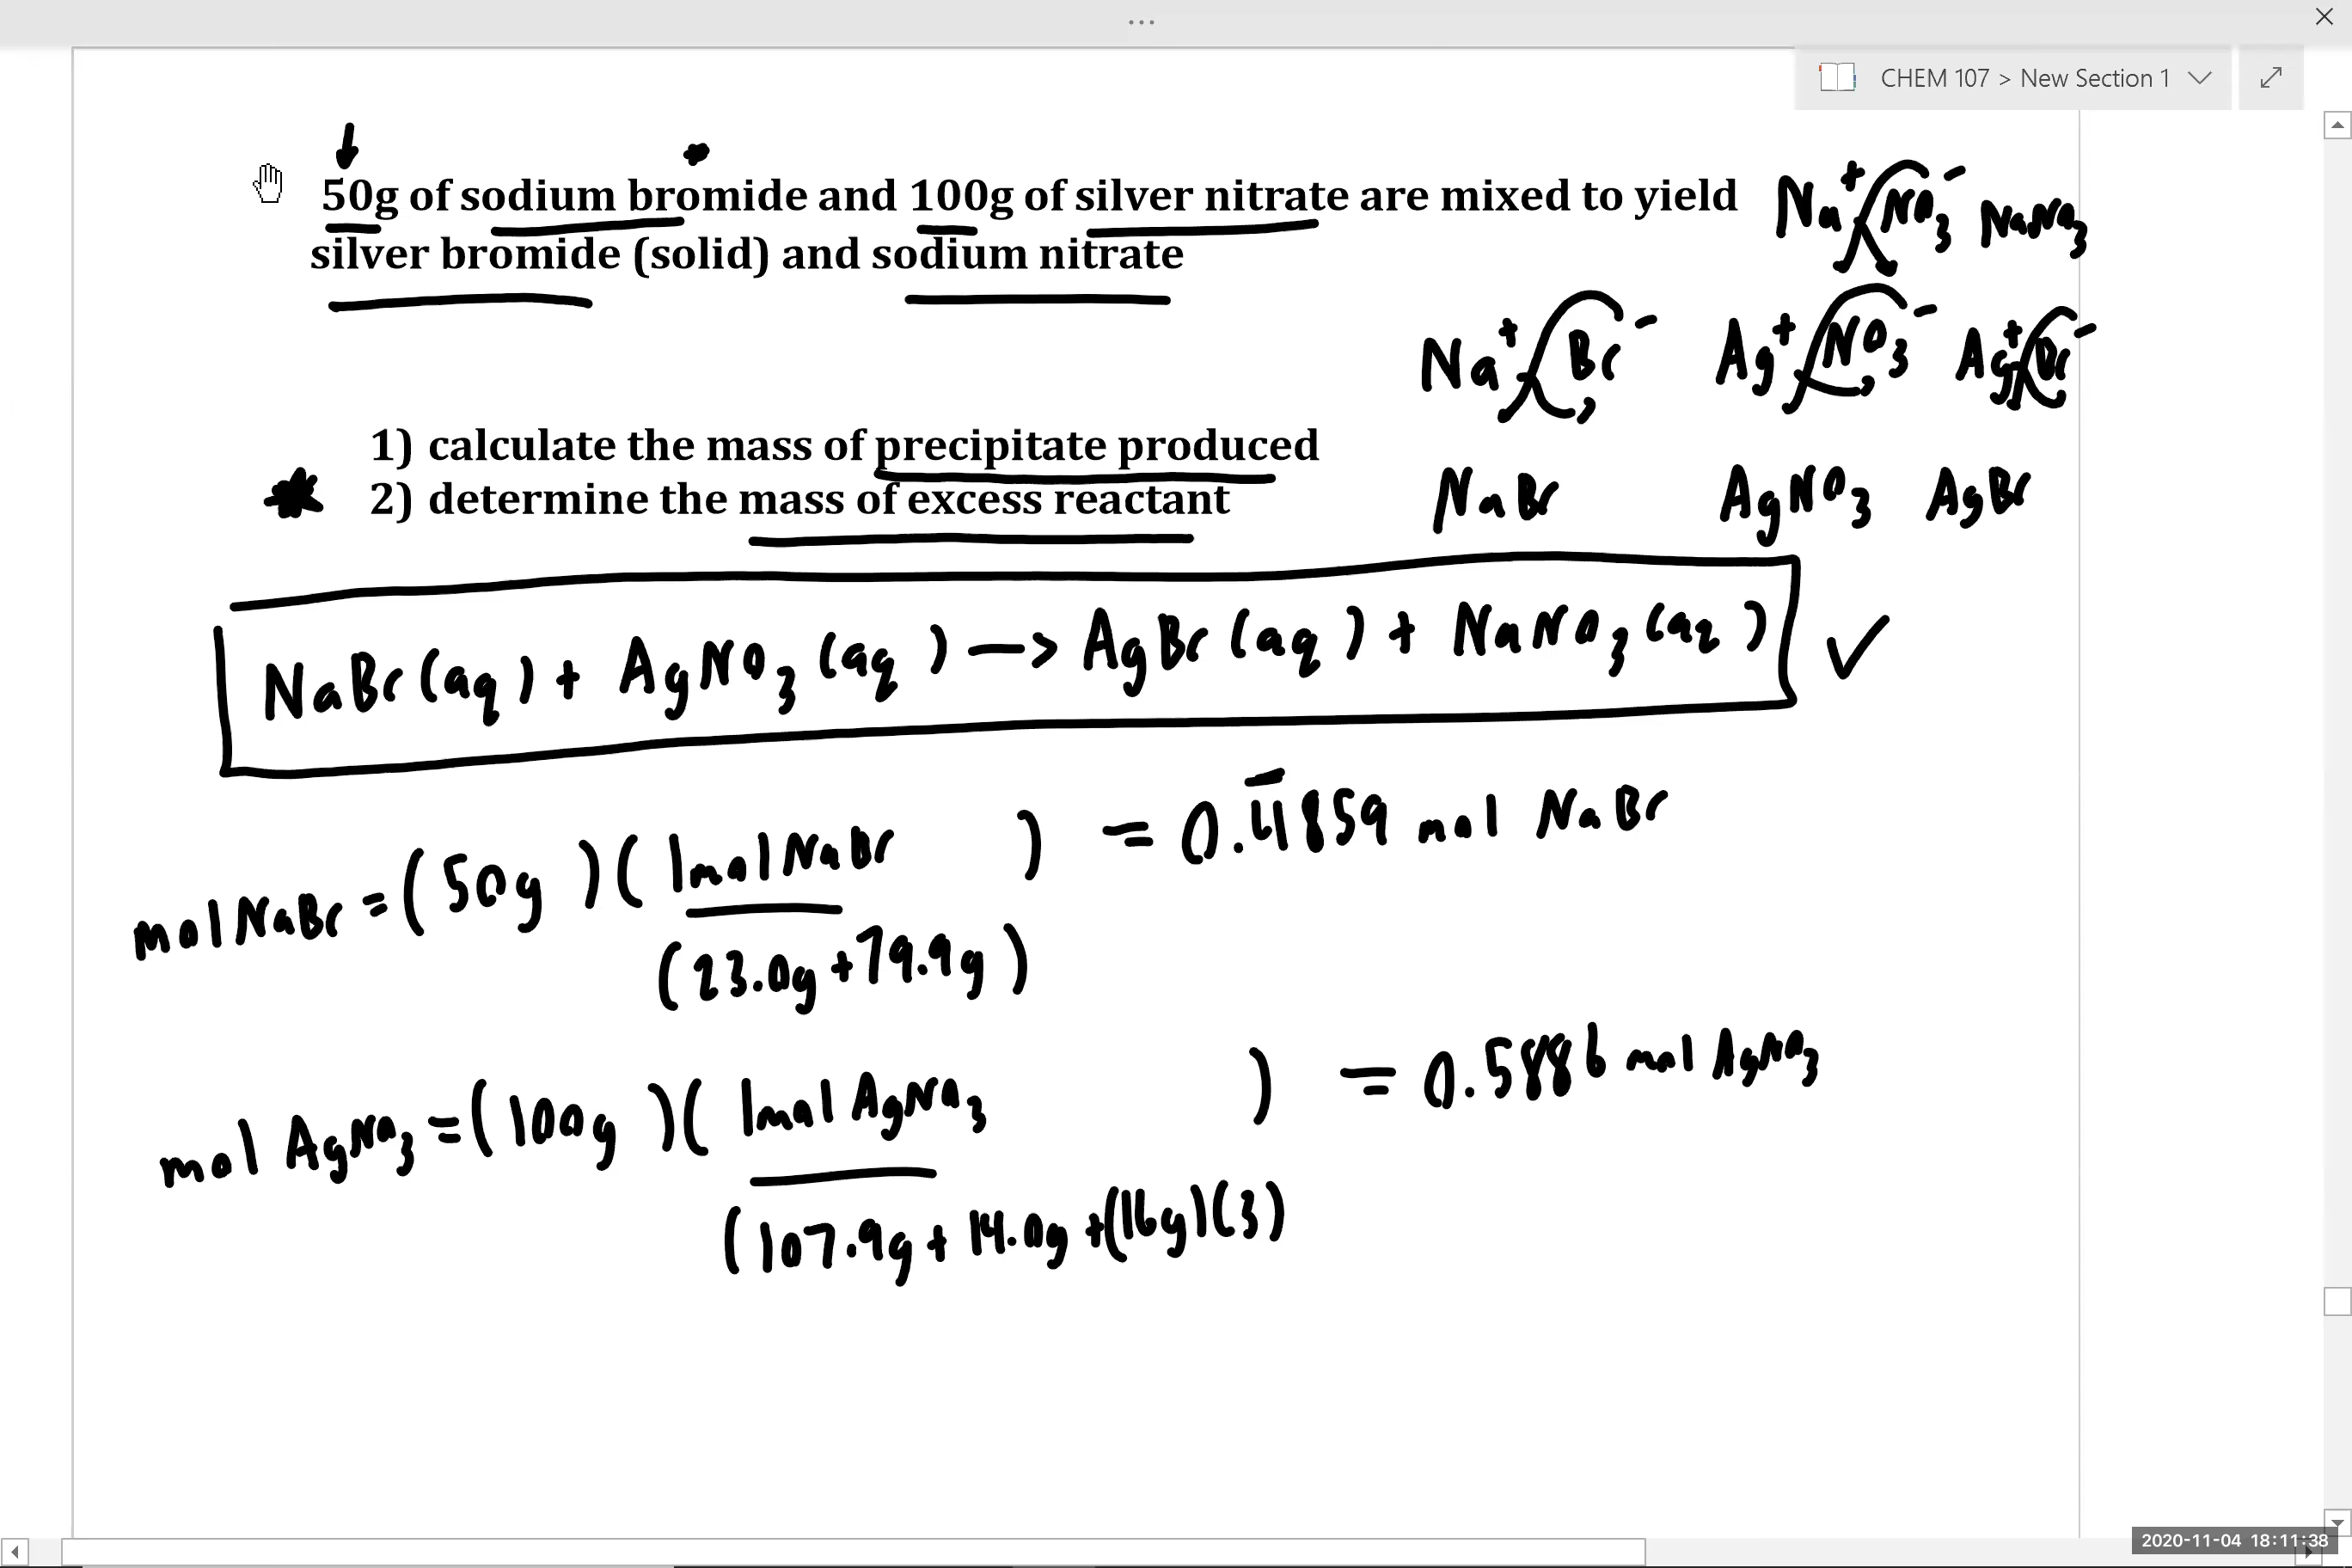 CHEM 107 > New Section 1
50g of sodium bromide and 100g of silver nitrate are mixed to yield
silver bromide (solid) and sodium nitrate
Na⁺ NO₃⁻ NaNO₃
Na⁺ Br⁻ Ag⁺ NO₃⁻ Ag⁺ Br⁻
1) calculate the mass of precipitate produced
2) determine the mass of excess reactant
NaBr AgNO₃ AgBr
NaBr(aq) + AgNO₃(aq) -> AgBr(aq) + NaNO₃(aq)
mol NaBr = (50g)(1mol NaBr) = 0.4859 mol NaBr
(23.0g+79.9g)
mol AgNO₃ = (100g)(1mol AgNO₃) = 0.5886 mol AgNO₃
(107.9g + 14.0g + (16g)(3)
2020-11-04 18:11:38